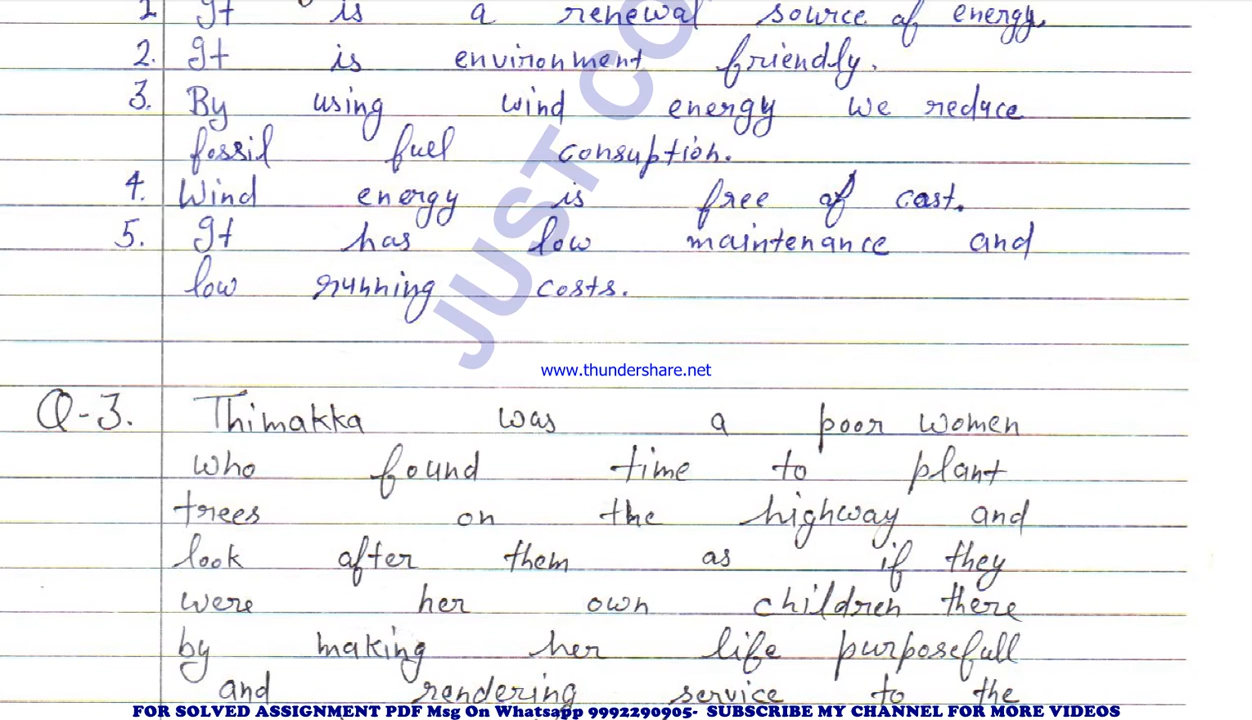 1. It is a renewal source of energy.
2. It is environment friendly.
3. By using wind energy we reduce
fossil fuel consuption.
4. Wind energy is free of cost.
5. It has low maintenance and
low running costs.
www.thundershare.net
Q-3. Thimakka was a poor women
who found time to plant
trees on the highway and
look after them as if they
were her own children there
by making her life purposefull
and rendering service to the
FOR SOLVED ASSIGNMENT PDF Msg On Whatsapp 9992290905- SUBSCRIBE MY CHANNEL FOR MORE VIDEOS
JUST CO